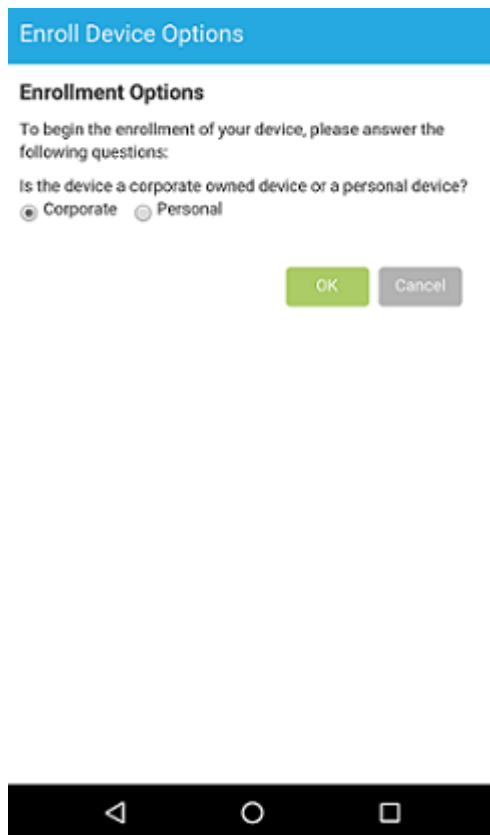 Enroll Device Options
Enrollment Options
To begin the enrollment of your device, please answer the
following questions:
Is the device a corporate owned device or a personal device?
Corporate Personal
OK Cancel